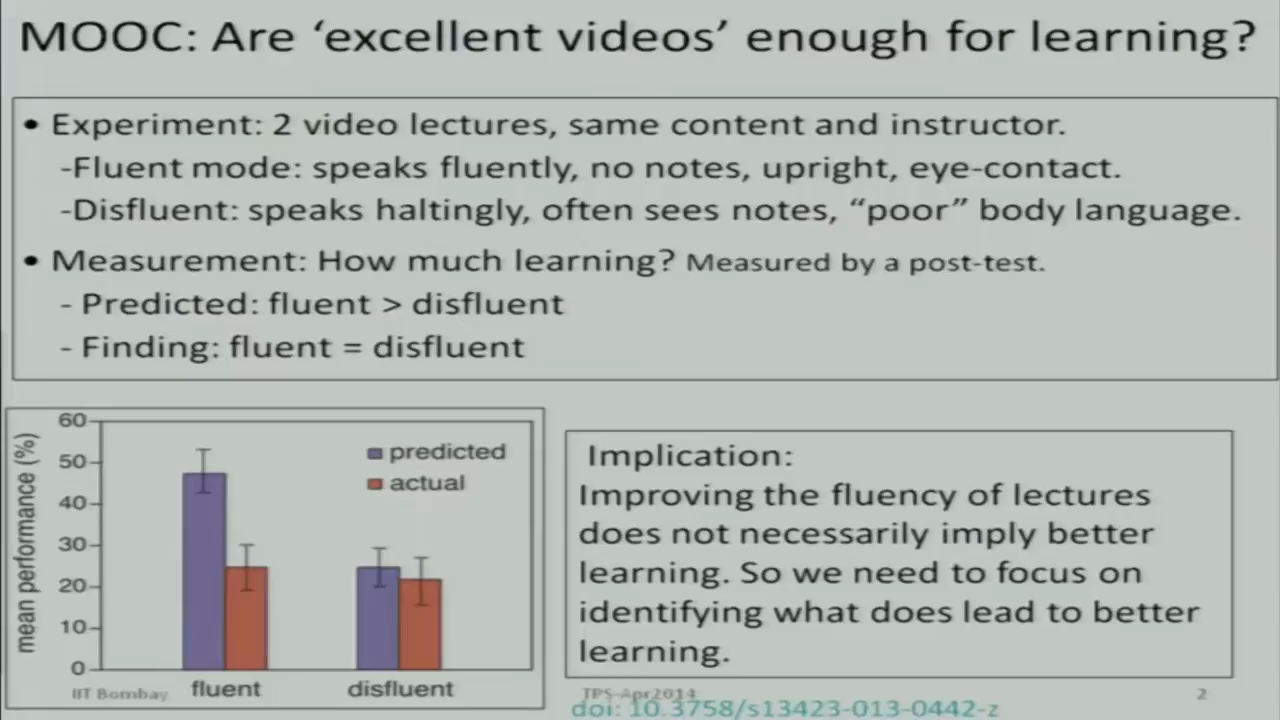 MOOC: Are ‘excellent videos’ enough for learning?
• Experiment: 2 video lectures, same content and instructor.
-Fluent mode: speaks fluently, no notes, upright, eye-contact.
-Disfluent: speaks haltingly, often sees notes, “poor” body language.
• Measurement: How much learning? Measured by a post-test.
- Predicted: fluent > disfluent
- Finding: fluent = disfluent
mean performance (%)
60
50
40
30
20
10
0
predicted
actual
fluent
disfluent
Implication:
Improving the fluency of lectures
does not necessarily imply better
learning. So we need to focus on
identifying what does lead to better
learning.
IIT Bombay
TPS-Apr2014
2
doi: 10.3758/s13423-013-0442-z